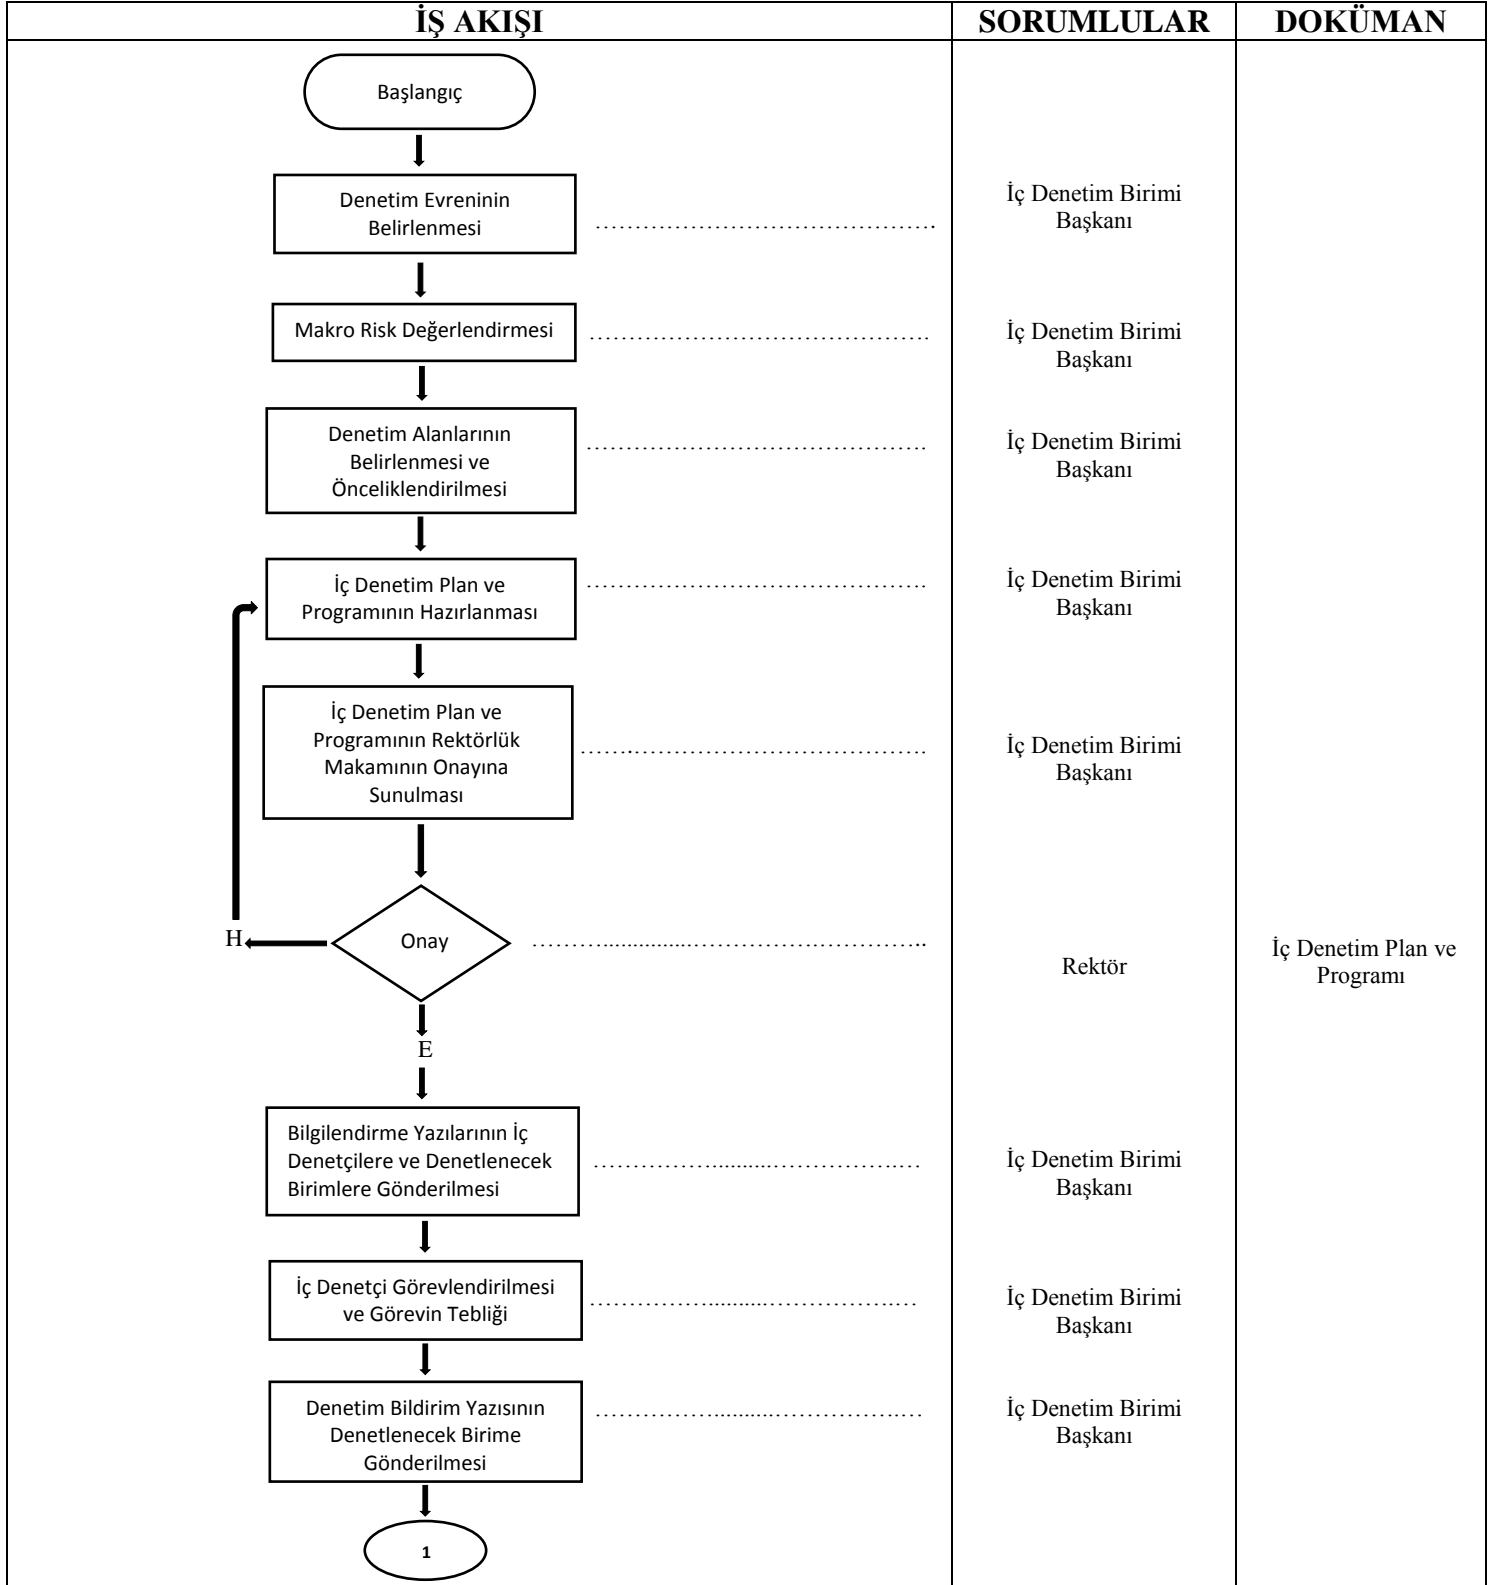 İŞ AKIŞI SORUMLULAR DOKÜMAN
Başlangıç
Denetim Evreninin
Belirlenmesi
…………………………………….
İç Denetim Birimi
Başkanı
Makro Risk Değerlendirmesi
…………………………………….
İç Denetim Birimi
Başkanı
Denetim Alanlarının
Belirlenmesi ve
Önceliklendirilmesi
…………………………………….
İç Denetim Birimi
Başkanı
İç Denetim Plan ve
Programının Hazırlanması
…………………………………….
İç Denetim Birimi
Başkanı
İç Denetim Plan ve
Programının Rektörlük
Makamının Onayına
Sunulması
…….……………………………….
İç Denetim Birimi
Başkanı
H
Onay
………..............…………….…………..
Rektör
İç Denetim Plan ve
Programı
E
Bilgilendirme Yazılarının İç
Denetçilere ve Denetlenecek
Birimlere Gönderilmesi
……………..........…………….…
İç Denetim Birimi
Başkanı
İç Denetçi Görevlendirilmesi
ve Görevin Tebliği
……………..........…………….…
İç Denetim Birimi
Başkanı
Denetim Bildirim Yazısının
Denetlenecek Birime
Gönderilmesi
……………..........…………….…
İç Denetim Birimi
Başkanı
1